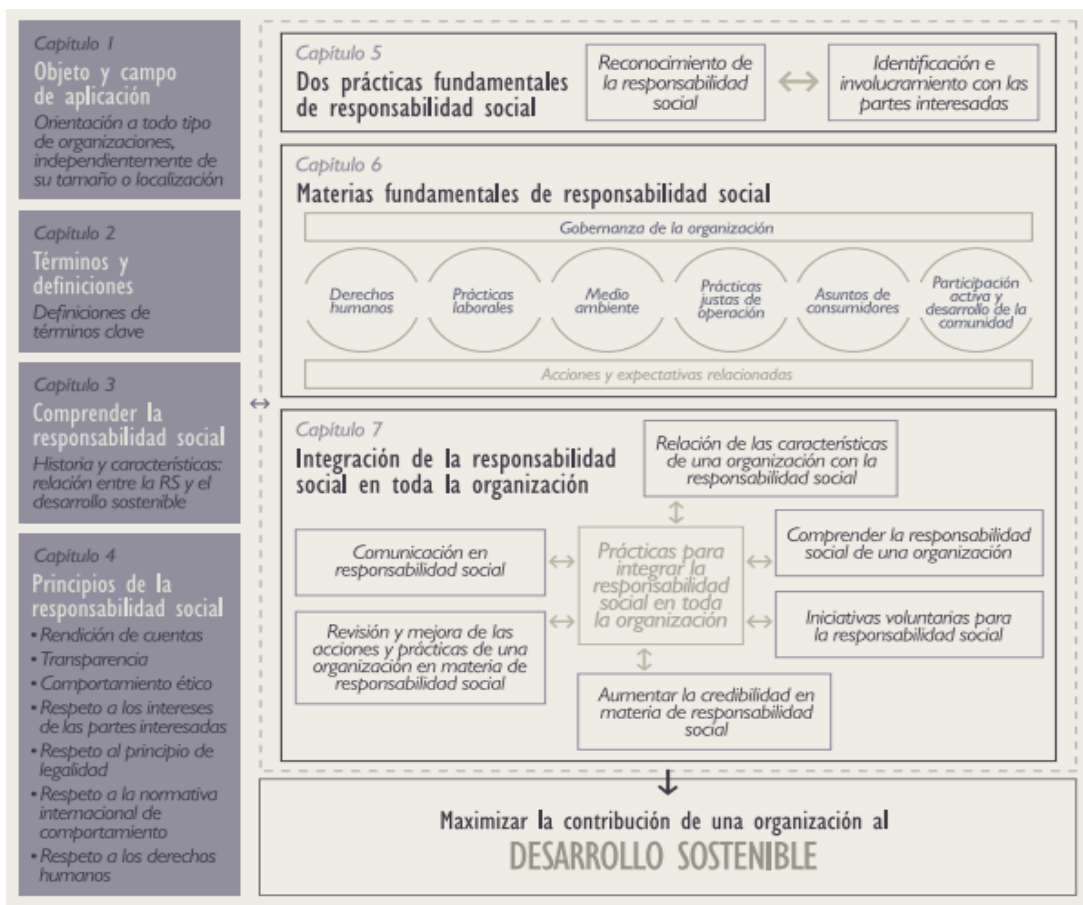 Capítulo 1
Objeto y campo
de aplicación
Orientación a todo tipo
de organizaciones,
independientemente de
su tamaño o localización
Capítulo 2
Términos y
definiciones
Definiciones de
términos clave
Capítulo 3
Comprender la
responsabilidad social
Historia y características:
relación entre la RS y el
desarrollo sostenible
Capítulo 4
Principios de la
responsabilidad social
• Rendición de cuentas
• Transparencia
• Comportamiento ético
• Respeto a los intereses
de las partes interesadas
• Respeto al principio de
legalidad
• Respeto a la normativa
internacional de
comportamiento
• Respeto a los derechos
humanos
Capítulo 5
Dos prácticas fundamentales
de responsabilidad social
Reconocimiento de
la responsabilidad
social
Identificación e
involucramiento con las
partes interesadas
Capítulo 6
Materias fundamentales de responsabilidad social
Gobernanza de la organización
Derechos
humanos
Prácticas
laborales
Medio
ambiente
Prácticas
justas de
operación
Asuntos de
consumidores
Participación
activa y
desarrollo de la
comunidad
Acciones y expectativas relacionadas
Capítulo 7
Integración de la responsabilidad
social en toda la organización
Relación de las características
de una organización con la
responsabilidad social
Comunicación en
responsabilidad social
Prácticas para
integrar la
responsabilidad
social en toda
la organización
Comprender la responsabilidad
social de una organización
Revisión y mejora de las
acciones y prácticas de una
organización en materia de
responsabilidad social
Iniciativas voluntarias para
la responsabilidad social
Aumentar la credibilidad en
materia de responsabilidad
social
Maximizar la contribución de una organización al
DESARROLLO SOSTENIBLE